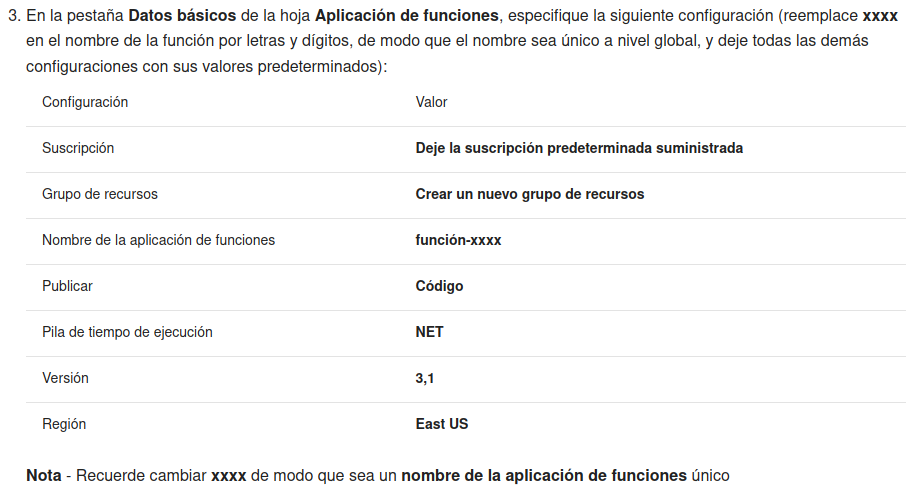 3. En la pestaña Datos básicos de la hoja Aplicación de funciones, especifique la siguiente configuración (reemplace xxxx
en el nombre de la función por letras y dígitos, de modo que el nombre sea único a nivel global, y deje todas las demás
configuraciones con sus valores predeterminados):
Configuración Valor
Suscripción Deje la suscripción predeterminada suministrada
Grupo de recursos Crear un nuevo grupo de recursos
Nombre de la aplicación de funciones función-xxxx
Publicar Código
Pila de tiempo de ejecución NET
Versión 3,1
Región East US
Nota - Recuerde cambiar xxxx de modo que sea un nombre de la aplicación de funciones único